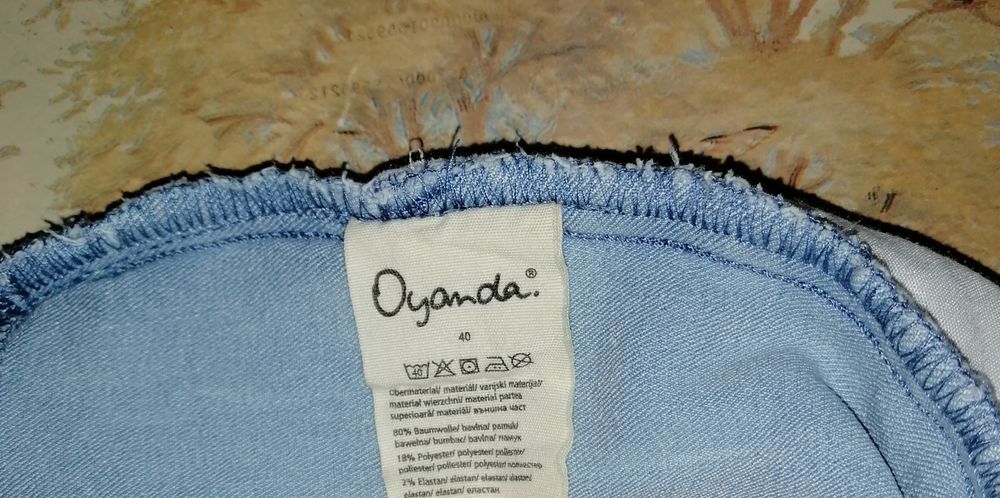 Oyanda.®
40
40
Obermaterial/ materiál/ vanjski materijal/
materiał wierzchni/ material partea
superioară/ materiál/ външна част
80% Baumwolle/ bavlna/ pamuk/
bawełna/ bumbac/ bavlna/ памук
18% Polyester/ polyester/ poliester/
poliester/ poliester/ polyester/ полиестер
2% Elastan/ elastan/ elastan/ elastan/
elastan/ elastan/ еластан